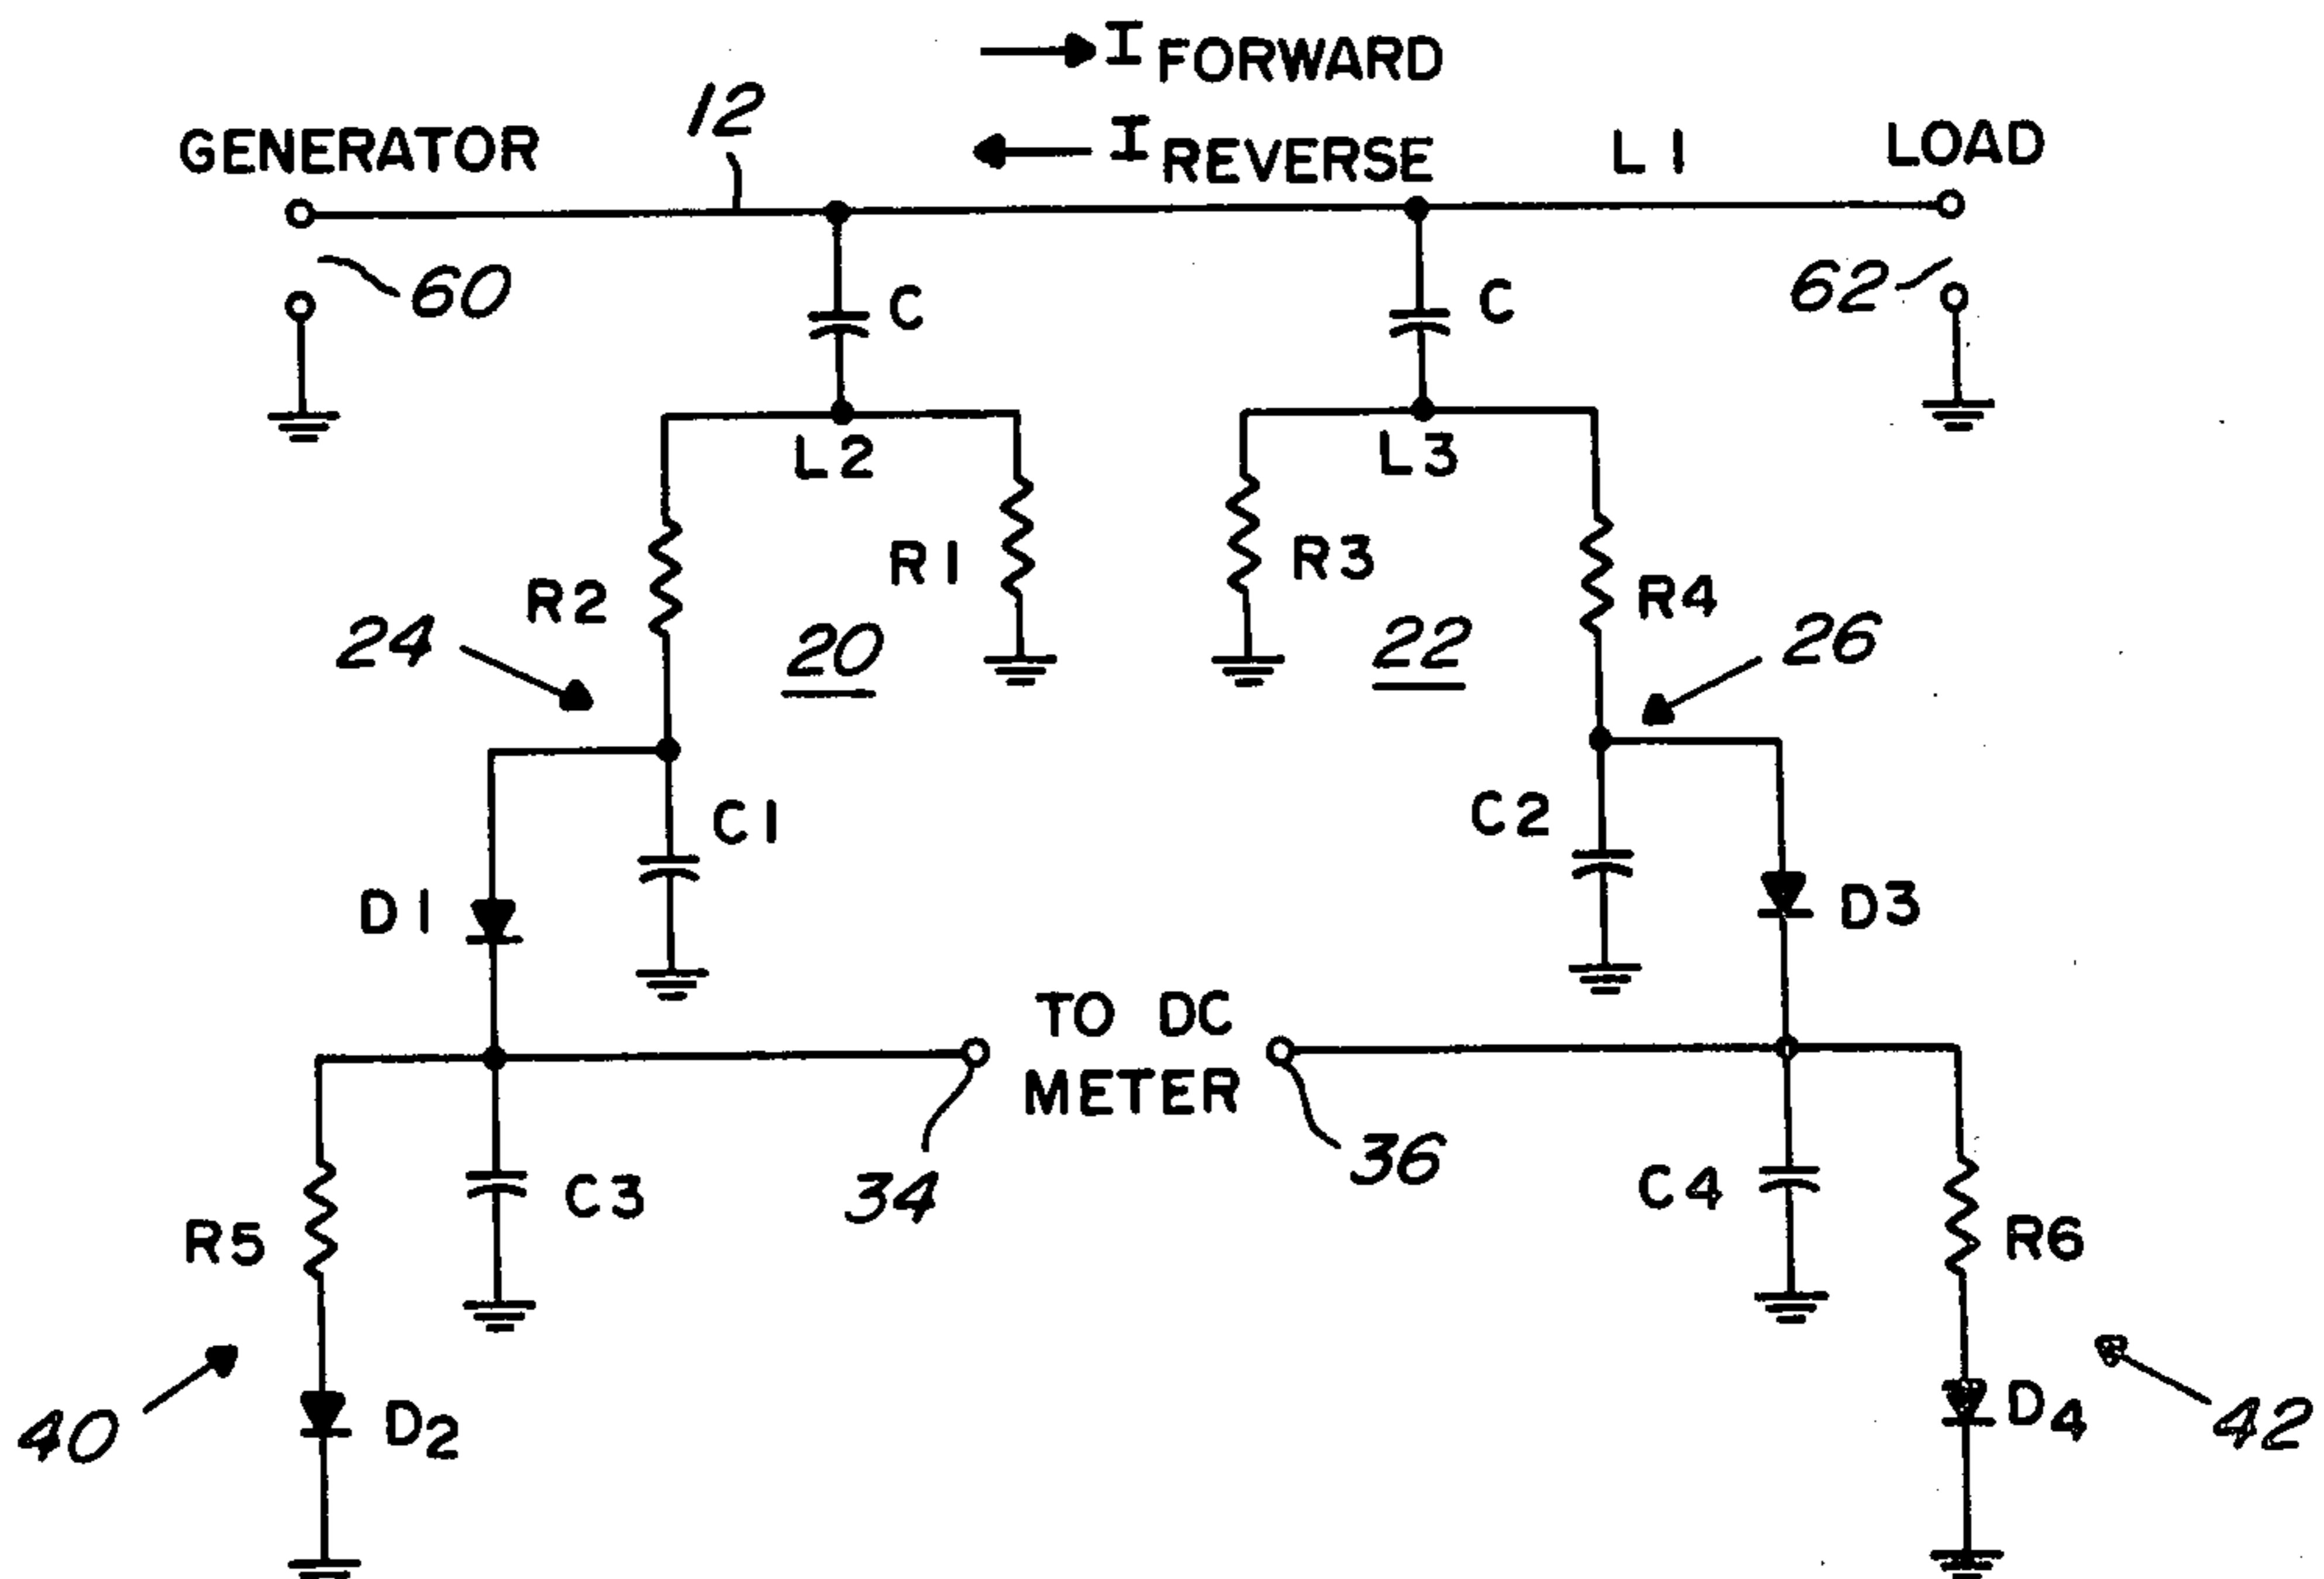 I FORWARD
12
GENERATOR
I REVERSE
L1
LOAD
60
C
C
62
L2
L3
R2
R1
R3
R4
24
20
22
26
C1
C2
D1
D3
TO DC
METER
34
36
R5
C3
C4
R6
40
D2
D4
42